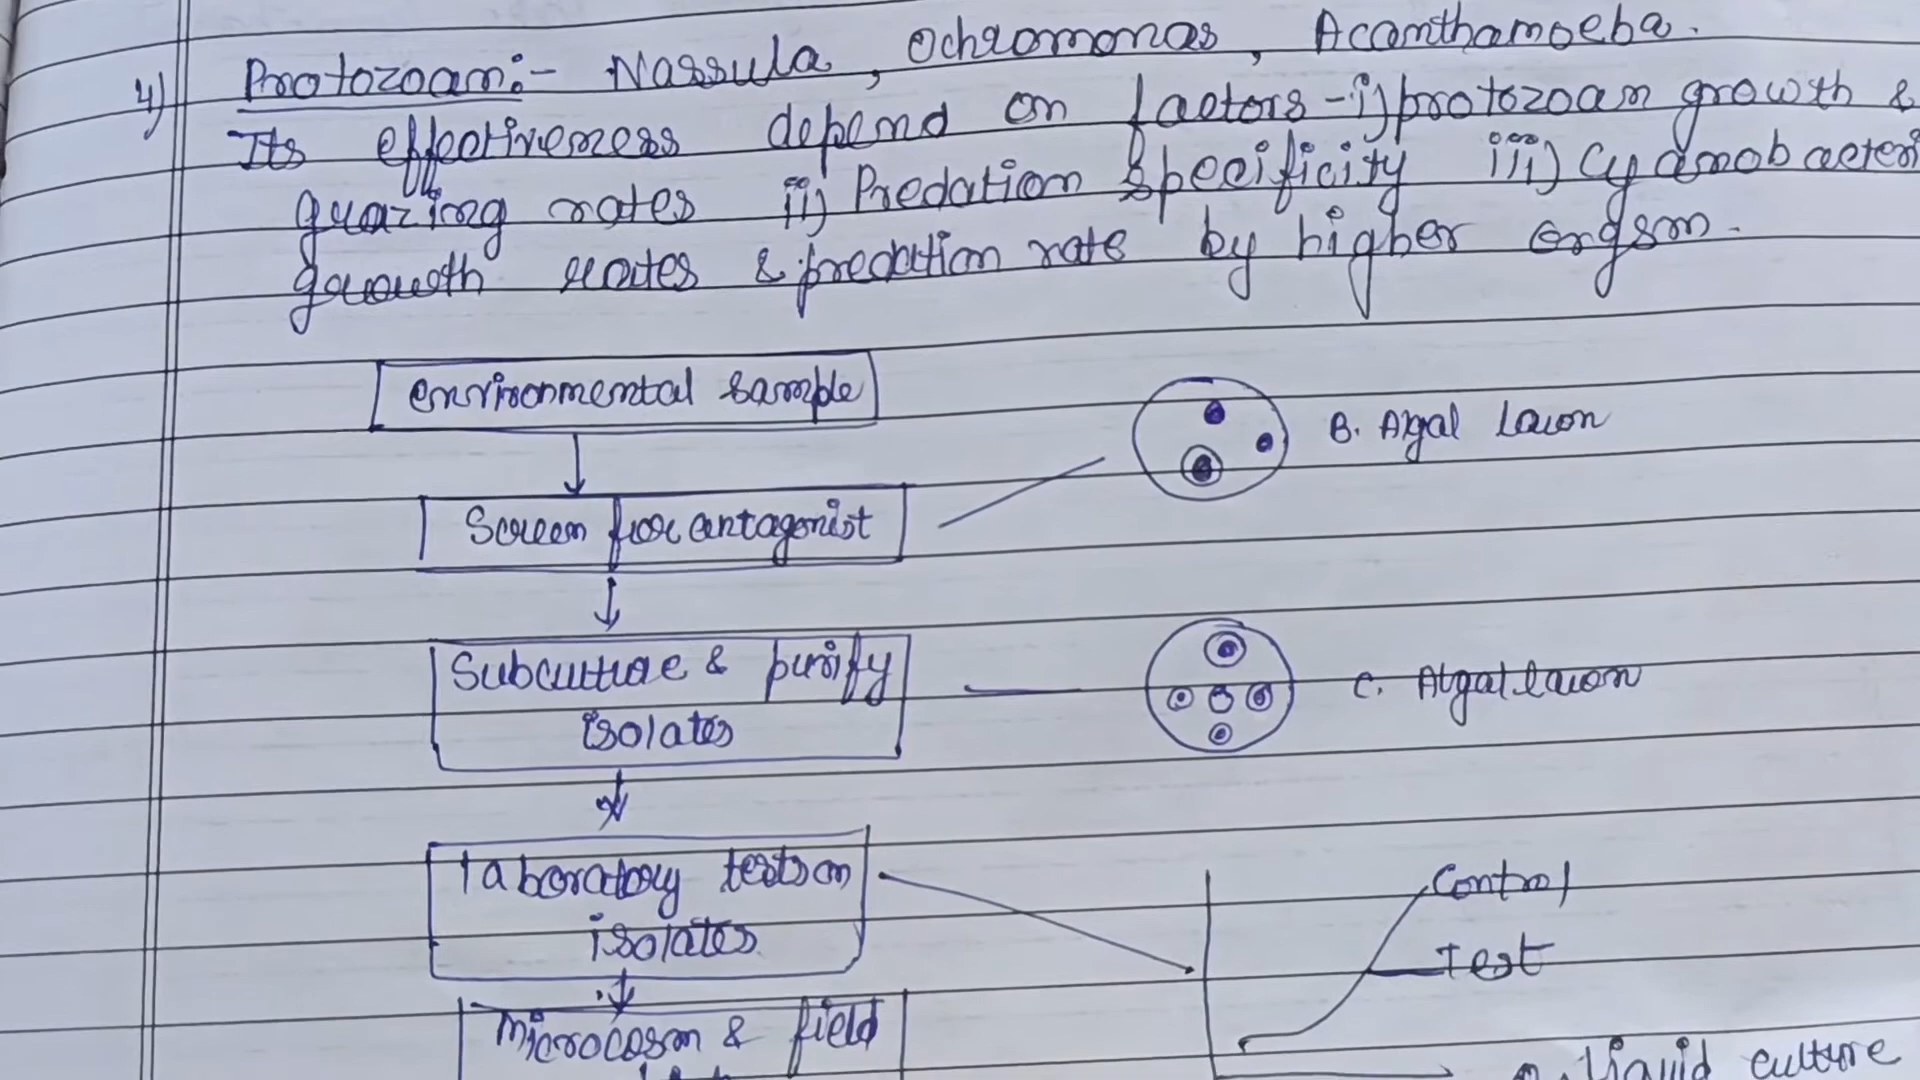 4) Protozoan:- Nassula, Ochromonas, Acanthamoeba.
Its effectiveness depend on factors -i) protozoan growth &
grazing rates ii) Predation specificity iii) Cyanobacteri
growth rates & predation rate by higher orgsm.
environmental sample
B. Algal Lawn
Screen for antagonist
Subculture & purify
isolates
C. Algal lawn
laboratory tests on
isolates
Control
Test
Microcosm & field
Liquid culture